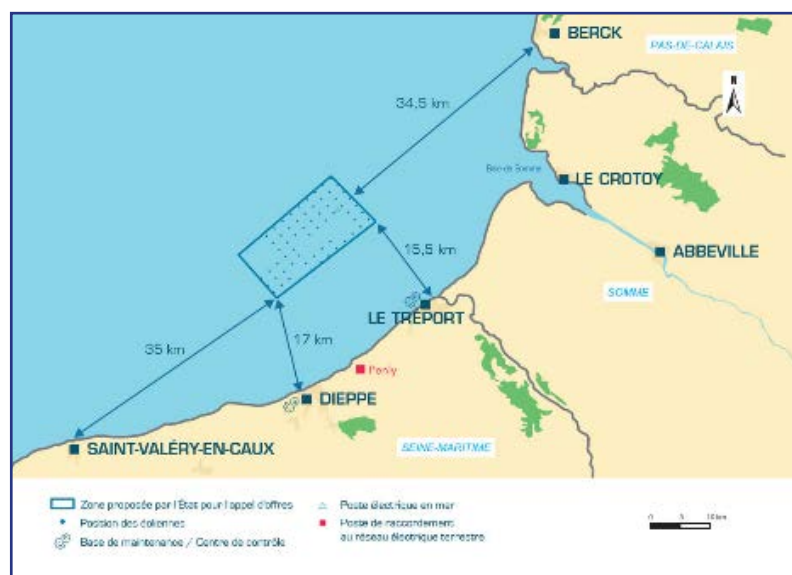 BERCK
PAS-DE-CALAIS
N
34,5 km
Baie de Somme
LE CROTOY
15,5 km
ABBEVILLE
SOMME
LE TRÉPORT
35 km
17 km
Penly
DIEPPE
SAINT-VALÉRY-EN-CAUX
SEINE-MARITIME
Zone proposée par l'État pour l'appel d'offres
Position des éoliennes
Base de maintenance / Centre de contrôle
Poste électrique en mer
Poste de raccordement
au réseau électrique terrestre
0 5 10 km